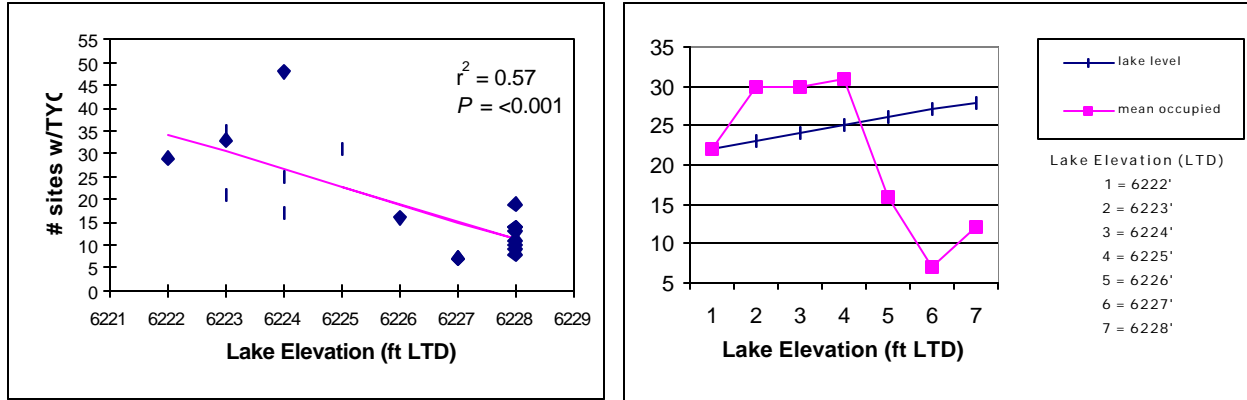 # sites w/TYC
55
50
45
40
35
30
25
20
15
10
5
0
r2 = 0.57
P = <0.001
6221 6222 6223 6224 6225 6226 6227 6228 6229
Lake Elevation (ft LTD)
35
30
25
20
15
10
5
1 2 3 4 5 6 7
Lake Elevation (LTD)
lake level
mean occupied
Lake Elevation (LTD)
1 = 6222'
2 = 6223'
3 = 6224'
4 = 6225'
5 = 6226'
6 = 6227'
7 = 6228'